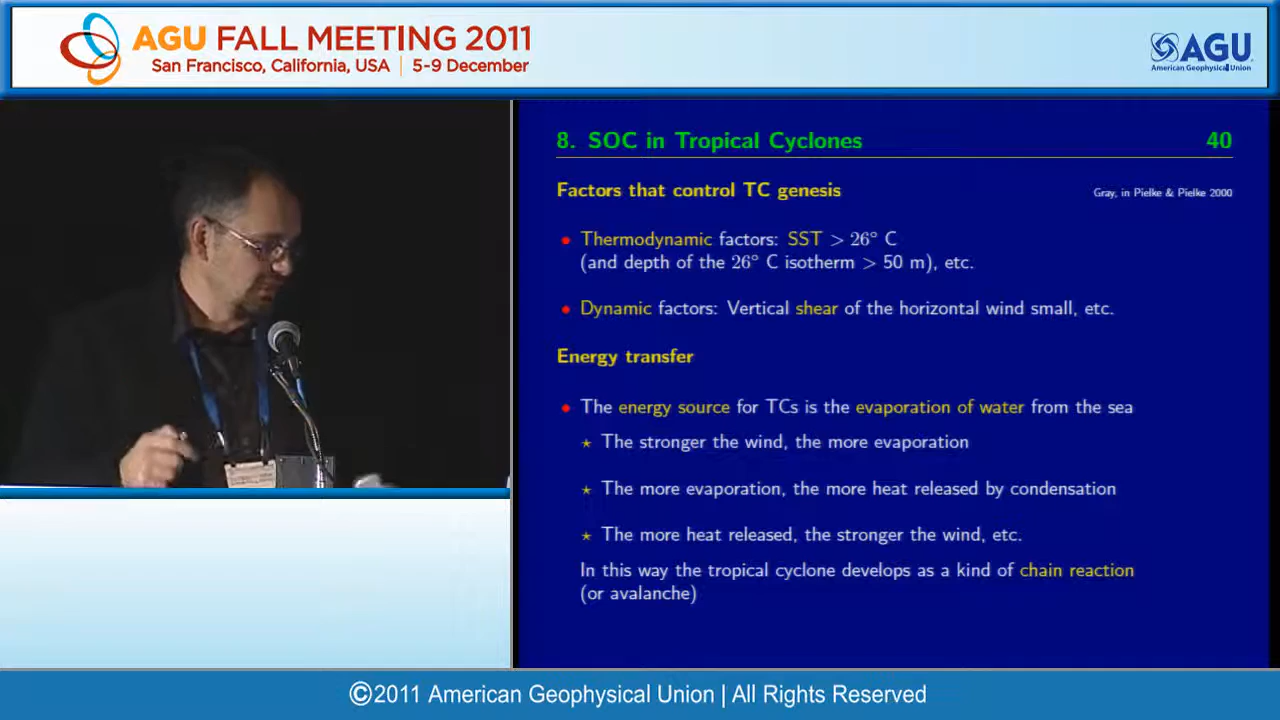 AGU FALL MEETING 2011
San Francisco, California, USA | 5-9 December
AGU
American Geophysical Union
8. SOC in Tropical Cyclones 40
Factors that control TC genesis Gray, in Pielke & Pielke 2000
• Thermodynamic factors: SST > 26° C
(and depth of the 26° C isotherm > 50 m), etc.
• Dynamic factors: Vertical shear of the horizontal wind small, etc.
Energy transfer
• The energy source for TCs is the evaporation of water from the sea
⋆ The stronger the wind, the more evaporation
⋆ The more evaporation, the more heat released by condensation
⋆ The more heat released, the stronger the wind, etc.
In this way the tropical cyclone develops as a kind of chain reaction
(or avalanche)
©2011 American Geophysical Union | All Rights Reserved